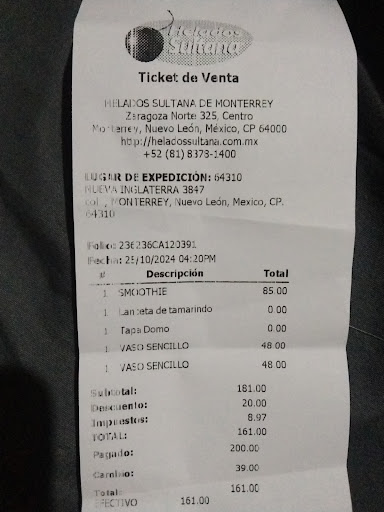 Helados
Sultana
Ticket de Venta
HELADOS SULTANA DE MONTERREY
Zaragoza Norte 325, Centro
Monterrey, Nuevo León, México, CP 64000
http://heladossultana.com.mx
+52 (81) 8378-1400
LUGAR DE EXPEDICIÓN: 64310
NUEVA INGLATERRA 3847
col , MONTERREY, Nuevo León, Mexico, CP.
64310
Folio: 236236CA120391
Fecha: 25/10/2024 04:20PM
# Descripción Total
1 SMOOTHIE 85.00
1 Lanceta de tamarindo 0.00
1 Tapa Domo 0.00
1 VASO SENCILLO 48.00
1 VASO SENCILLO 48.00
Subtotal: 181.00
Descuento: 20.00
Impuestos: 8.97
TOTAL: 161.00
Pagado: 200.00
Cambio: 39.00
Total: 161.00
EFECTIVO 161.00